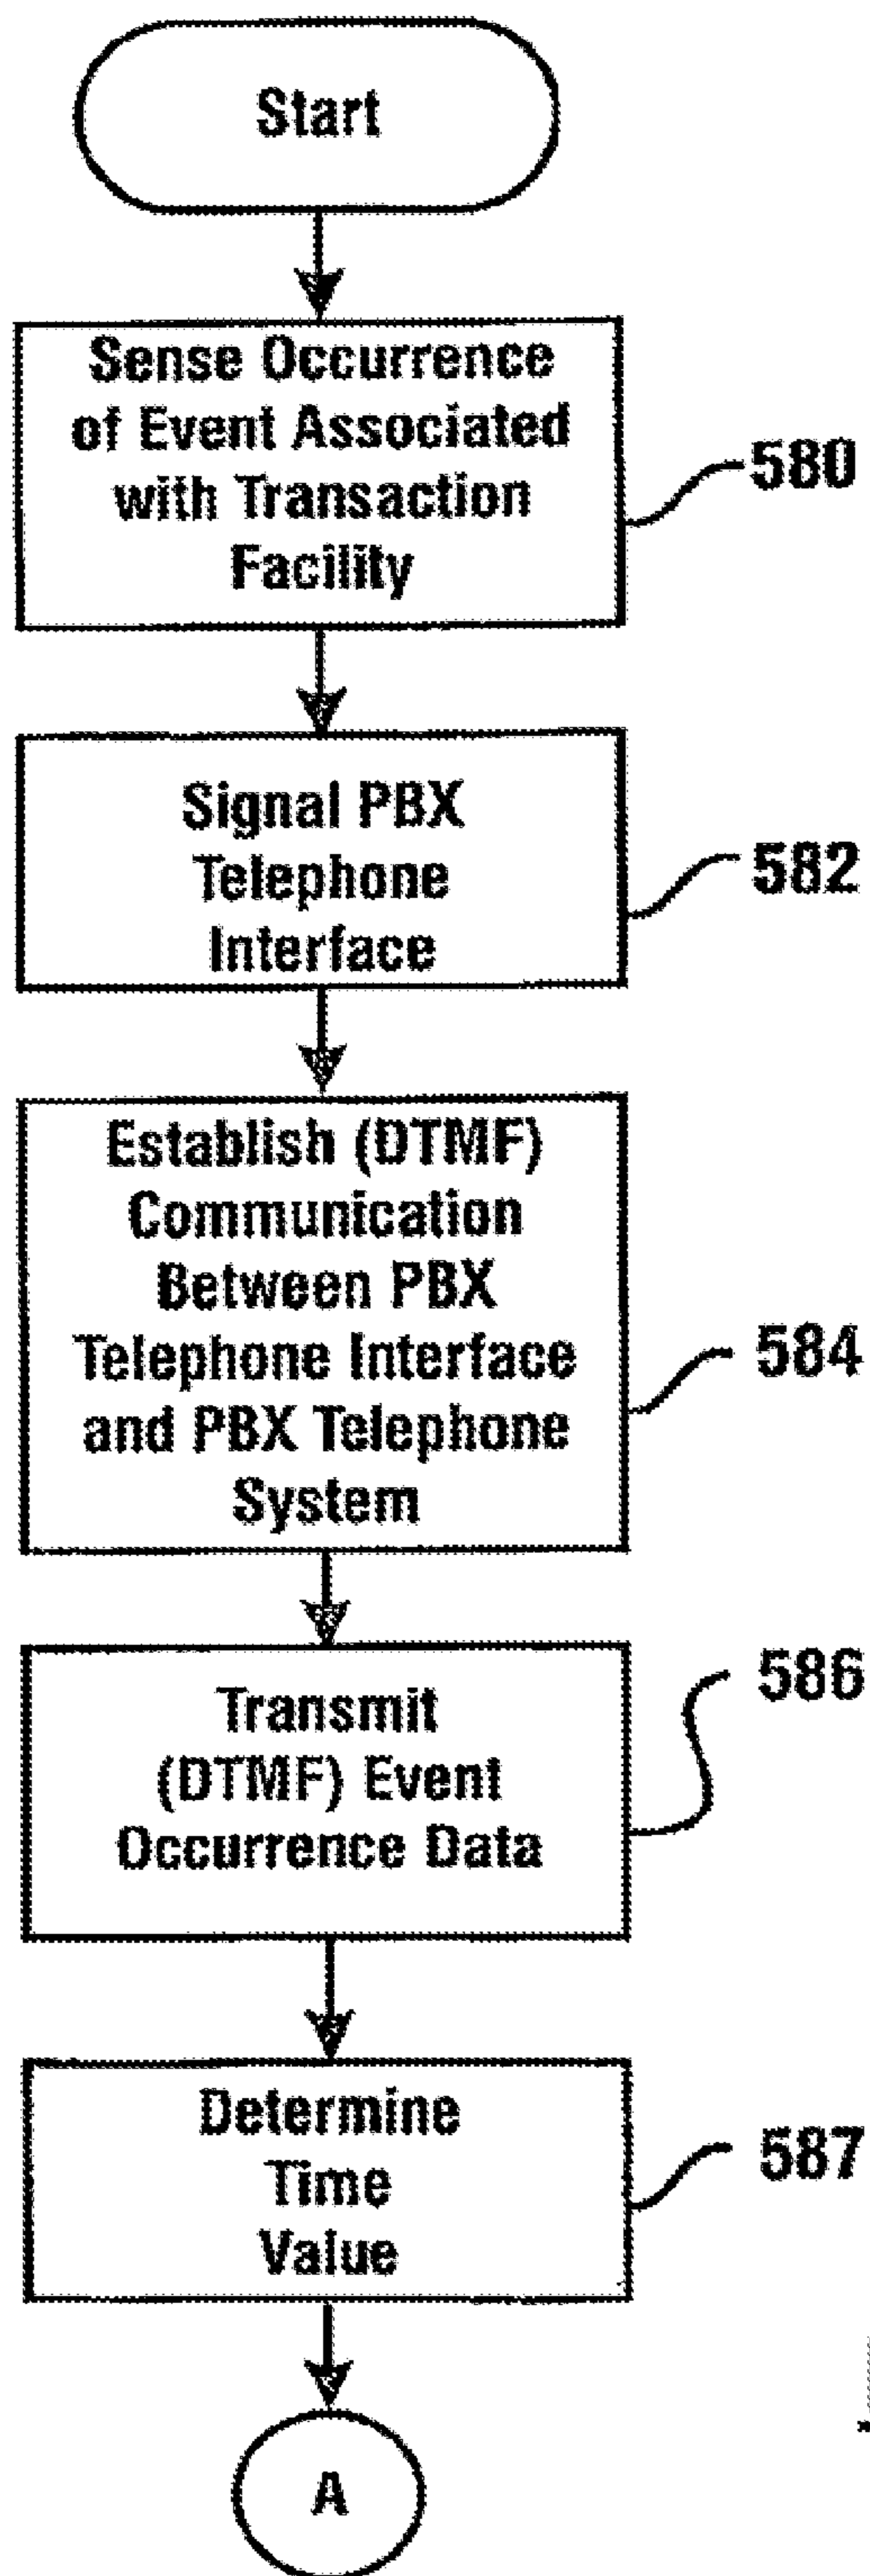 Start
Sense Occurrence
of Event Associated
with Transaction
Facility
580
Signal PBX
Telephone
Interface
582
Establish (DTMF)
Communication
Between PBX
Telephone Interface
and PBX Telephone
System
584
Transmit
(DTMF) Event
Occurrence Data
586
Determine
Time
Value
587
A